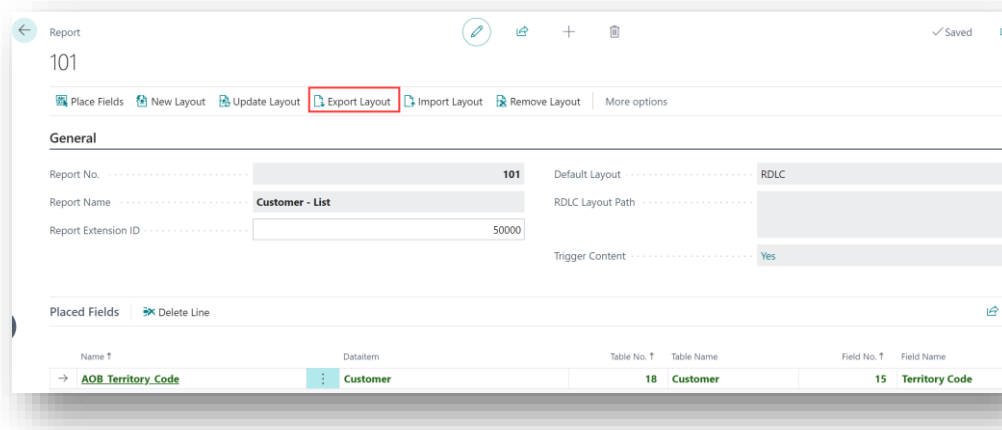 Report
Saved
101
Place Fields New Layout Update Layout Export Layout Import Layout Remove Layout More options
General
Report No. 101 Default Layout RDLC
Report Name Customer - List RDLC Layout Path
Report Extension ID 50000
Trigger Content Yes
Placed Fields Delete Line
Name ↑ Dataitem Table No. ↑ Table Name Field No. ↑ Field Name
→ AOB Territory Code Customer 18 Customer 15 Territory Code